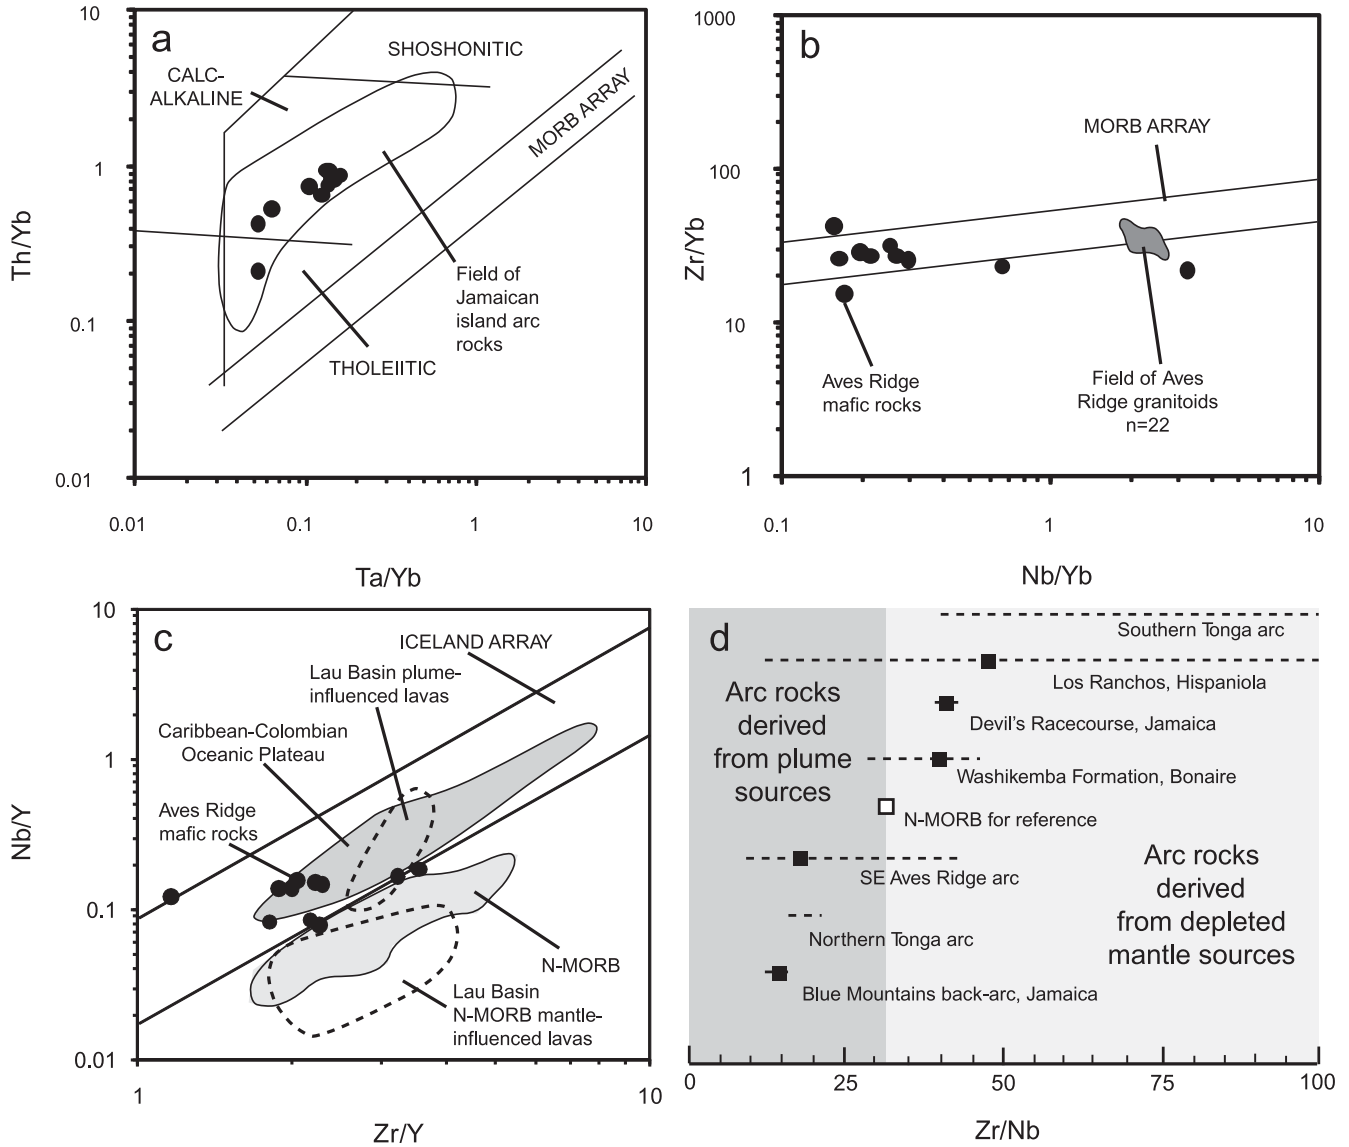 a
10
1
0.1
0.01
Th/Yb
SHOSHONITIC
CALC-
ALKALINE
MORB ARRAY
Field of
Jamaican
island arc
rocks
THOLEIITIC
0.01
0.1
1
10
Ta/Yb
b
1000
100
10
1
Zr/Yb
MORB ARRAY
Aves Ridge
mafic rocks
Field of Aves
Ridge granitoids
n=22
0.1
1
10
Nb/Yb
c
10
1
0.1
0.01
Nb/Y
ICELAND ARRAY
Lau Basin plume-
influenced lavas
Caribbean-Colombian
Oceanic Plateau
Aves Ridge
mafic rocks
N-MORB
Lau Basin
N-MORB mantle-
influenced lavas
1
10
Zr/Y
d
Southern Tonga arc
Los Ranchos, Hispaniola
Arc rocks
derived
from plume
sources
Devil's Racecourse, Jamaica
Washikemba Formation, Bonaire
N-MORB for reference
SE Aves Ridge arc
Arc rocks
derived
from depleted
mantle sources
Northern Tonga arc
Blue Mountains back-arc, Jamaica
0
25
50
75
100
Zr/Nb